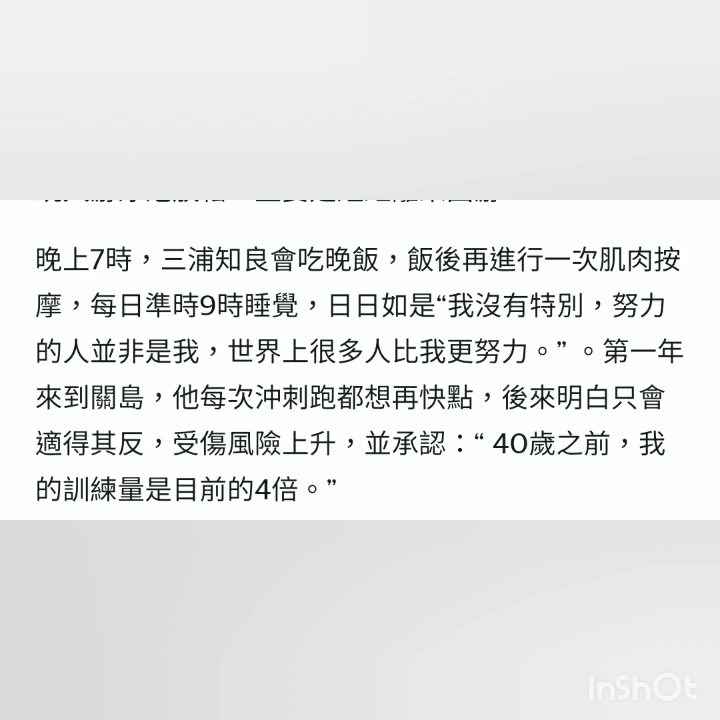 晚上7時，三浦知良會吃晚飯，飯後再進行一次肌肉按
摩，每日準時9時睡覺，日日如是“我沒有特別，努力
的人並非是我，世界上很多人比我更努力。”。第一年
來到關島，他每次沖刺跑都想再快點，後來明白只會
適得其反，受傷風險上升，並承認：“ 40歲之前，我
的訓練量是目前的4倍。”
InShOt